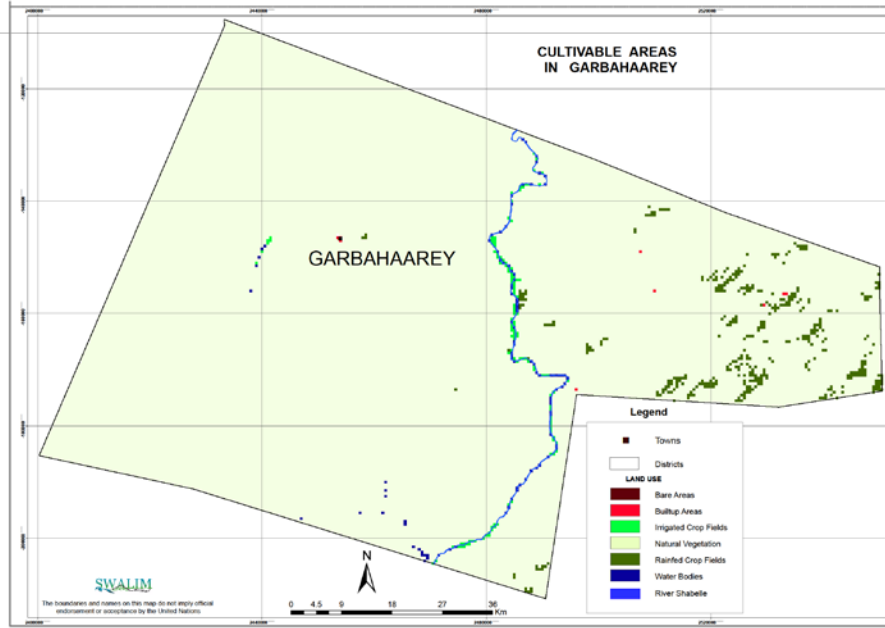 CULTIVABLE AREAS
IN GARBAHAAREY
GARBAHAAREY
Legend
Towns
Districts
LAND USE
Bare Areas
Builtup Areas
Irrigated Crop Fields
Natural Vegetation
Rainfed Crop Fields
Water Bodies
River Shabelle
N
SWALIM
The boundaries and names on this map do not imply official
endorsement or acceptance by the United Nations
0 4.5 9 18 27 36
Km